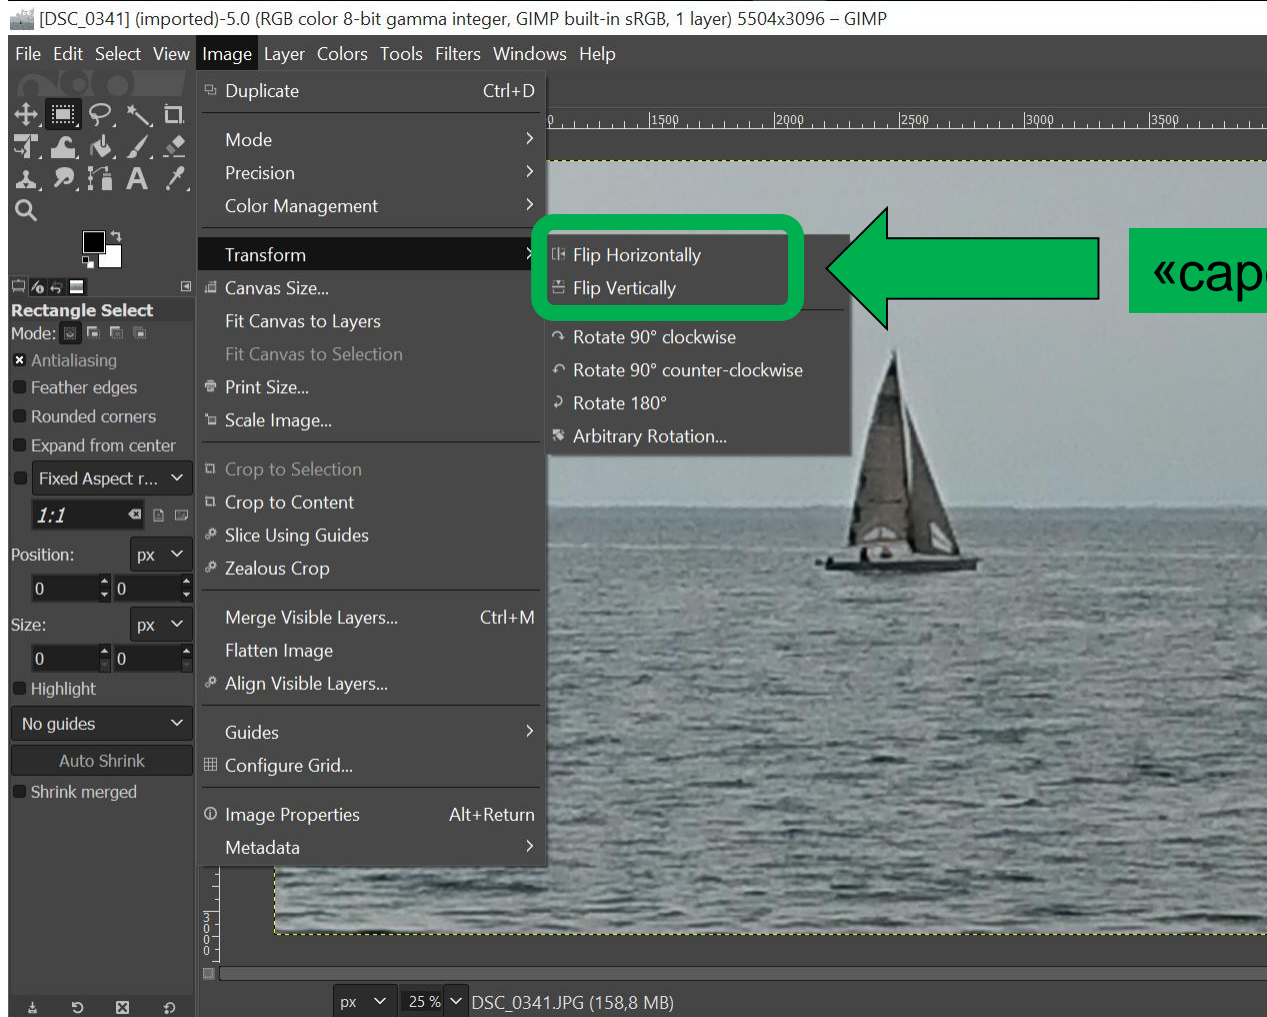 [DSC_0341] (imported)-5.0 (RGB color 8-bit gamma integer, GIMP built-in sRGB, 1 layer) 5504x3096 – GIMP
File Edit Select View Image Layer Colors Tools Filters Windows Help
Duplicate Ctrl+D
Mode
Precision
Color Management
Transform
Canvas Size...
Fit Canvas to Layers
Fit Canvas to Selection
Print Size...
Scale Image...
Crop to Selection
Crop to Content
Slice Using Guides
Zealous Crop
Merge Visible Layers... Ctrl+M
Flatten Image
Align Visible Layers...
Guides
Configure Grid...
Image Properties Alt+Return
Metadata
Flip Horizontally
Flip Vertically
Rotate 90° clockwise
Rotate 90° counter-clockwise
Rotate 180°
Arbitrary Rotation...
1500 2000 2500 3000 3500
Rectangle Select
Mode:
Antialiasing
Feather edges
Rounded corners
Expand from center
Fixed Aspect r...
1:1
Position: px
0 0
Size: px
0 0
Highlight
No guides
Auto Shrink
Shrink merged
3000
px 25 % DSC_0341.JPG (158,8 MB)